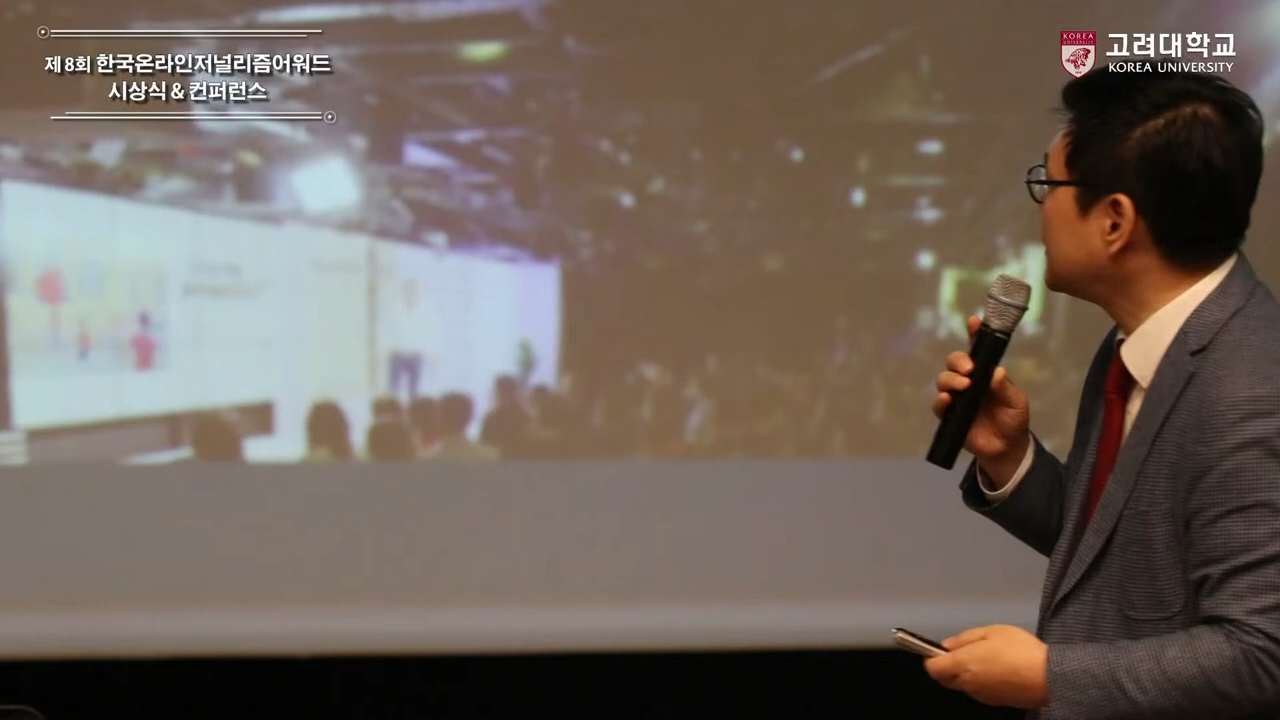 제 8회 한국온라인저널리즘어워드
시상식 & 컨퍼런스
KOREA
UNIVERSITY
고려대학교
KOREA UNIVERSITY